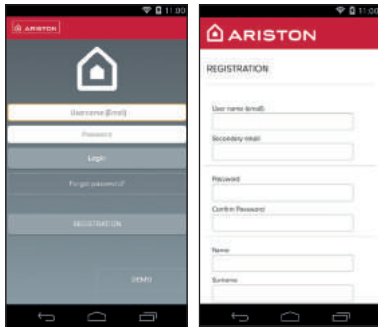 11:00
ARISTON
Username (Email)
Password
Login
Forgot password?
REGISTRATION
DEMO
11:00
ARISTON
REGISTRATION
User name (email)
Secondary email
Password
Confirm Password
Name
Surname